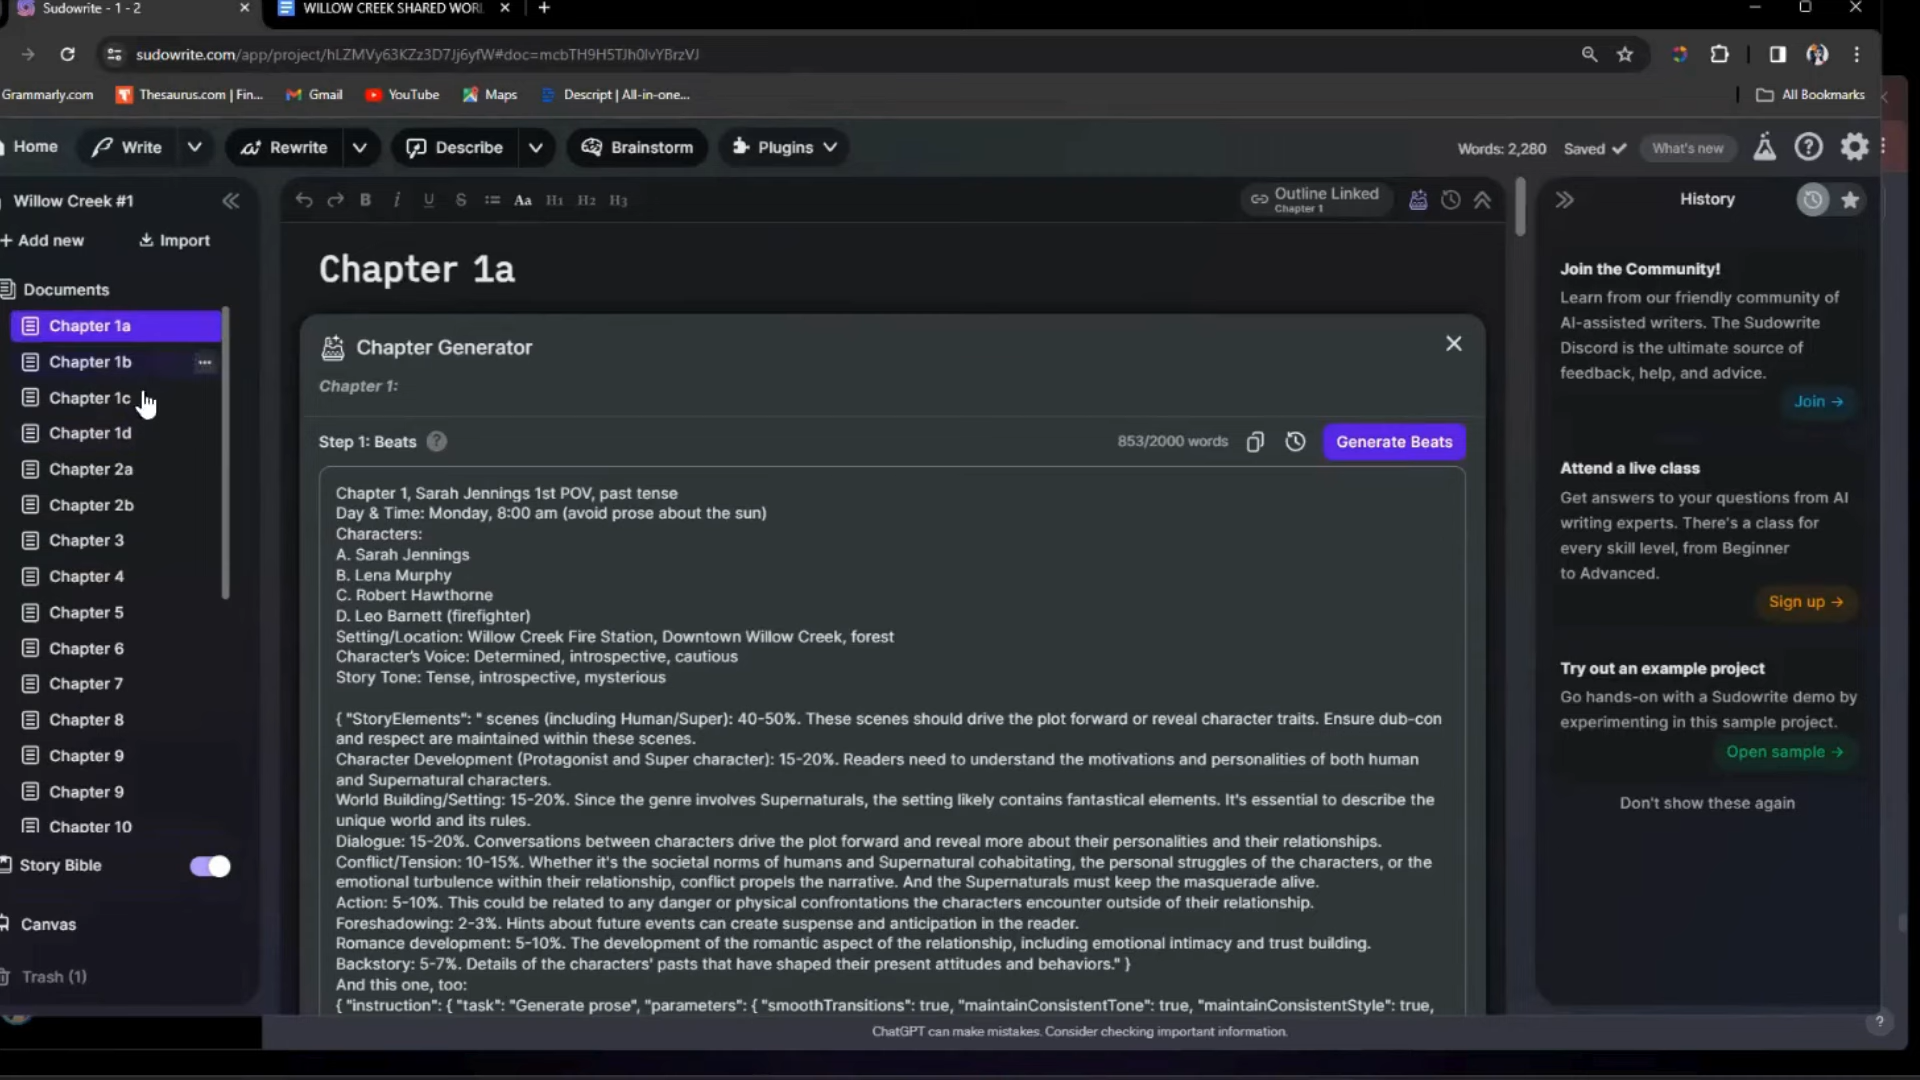 Sudowrite - 1 - 2
WILLOW CREEK SHARED WORL
sudowrite.com/app/project/hLZMVy63KZz3D7Jj6yfW#doc=mcbTH9H5TJh0lvYBrzVJ
Grammarly.com
Thesaurus.com | Fin...
Gmail
YouTube
Maps
Descript | All-in-one...
All Bookmarks
Home
Write
Rewrite
Describe
Brainstorm
Plugins
Words: 2,280
Saved
What's new
Willow Creek #1
+ Add new
Import
Documents
Chapter 1a
Chapter 1b
Chapter 1c
Chapter 1d
Chapter 2a
Chapter 2b
Chapter 3
Chapter 4
Chapter 5
Chapter 6
Chapter 7
Chapter 8
Chapter 9
Chapter 9
Chapter 10
Story Bible
Canvas
Trash (1)
B i U S Aa H1 H2 H3
Outline Linked
Chapter 1
Chapter 1a
Chapter Generator
Chapter 1:
Step 1: Beats
853/2000 words
Generate Beats
Chapter 1, Sarah Jennings 1st POV, past tense
Day & Time: Monday, 8:00 am (avoid prose about the sun)
Characters:
A. Sarah Jennings
B. Lena Murphy
C. Robert Hawthorne
D. Leo Barnett (firefighter)
Setting/Location: Willow Creek Fire Station, Downtown Willow Creek, forest
Character's Voice: Determined, introspective, cautious
Story Tone: Tense, introspective, mysterious
{ "StoryElements": " scenes (including Human/Super): 40-50%. These scenes should drive the plot forward or reveal character traits. Ensure dub-con
and respect are maintained within these scenes.
Character Development (Protagonist and Super character): 15-20%. Readers need to understand the motivations and personalities of both human
and Supernatural characters.
World Building/Setting: 15-20%. Since the genre involves Supernaturals, the setting likely contains fantastical elements. It's essential to describe the
unique world and its rules.
Dialogue: 15-20%. Conversations between characters drive the plot forward and reveal more about their personalities and their relationships.
Conflict/Tension: 10-15%. Whether it's the societal norms of humans and Supernatural cohabitating, the personal struggles of the characters, or the
emotional turbulence within their relationship, conflict propels the narrative. And the Supernaturals must keep the masquerade alive.
Action: 5-10%. This could be related to any danger or physical confrontations the characters encounter outside of their relationship.
Foreshadowing: 2-3%. Hints about future events can create suspense and anticipation in the reader.
Romance development: 5-10%. The development of the romantic aspect of the relationship, including emotional intimacy and trust building.
Backstory: 5-7%. Details of the characters' pasts that have shaped their present attitudes and behaviors." }
And this one, too:
{ "instruction": { "task": "Generate prose", "parameters": { "smoothTransitions": true, "maintainConsistentTone": true, "maintainConsistentStyle": true,
History
Join the Community!
Learn from our friendly community of
AI-assisted writers. The Sudowrite
Discord is the ultimate source of
feedback, help, and advice.
Join →
Attend a live class
Get answers to your questions from AI
writing experts. There's a class for
every skill level, from Beginner
to Advanced.
Sign up →
Try out an example project
Go hands-on with a Sudowrite demo by
experimenting in this sample project.
Open sample →
Don't show these again
ChatGPT can make mistakes. Consider checking important information.